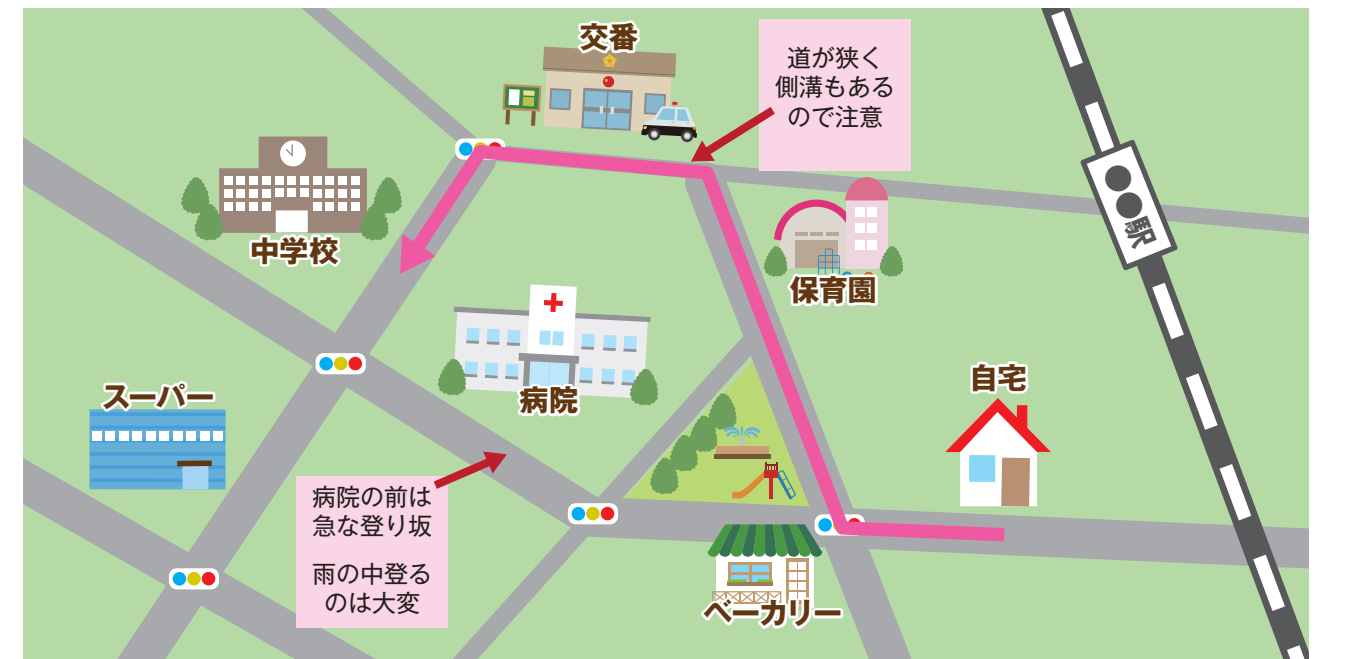 交番
道が狭く
側溝もある
ので注意
●●駅
中学校
保育園
自宅
スーパー
病院
病院の前は
急な登り坂
雨の中登る
のは大変
ベーカリー